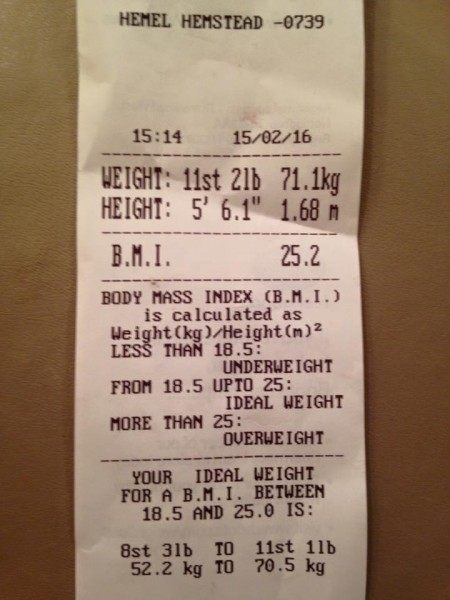 HEMEL HEMSTEAD -0739
15:14 15/02/16
WEIGHT: 11st 2lb 71.1kg
HEIGHT: 5' 6.1" 1.68 m
B.M.I. 25.2
BODY MASS INDEX (B.M.I.)
is calculated as
Weight(kg)/Height(m)²
LESS THAN 18.5:
UNDERWEIGHT
FROM 18.5 UPTO 25:
IDEAL WEIGHT
MORE THAN 25:
OVERWEIGHT
YOUR IDEAL WEIGHT
FOR A B.M.I. BETWEEN
18.5 AND 25.0 IS:
8st 3lb TO 11st 1lb
52.2 kg TO 70.5 kg